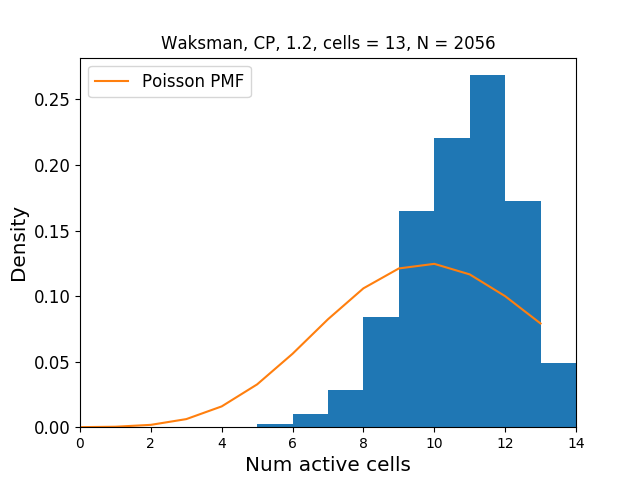 Waksman, CP, 1.2, cells = 13, N = 2056
Poisson PMF
Density
0.25
0.20
0.15
0.10
0.05
0.00
0 2 4 6 8 10 12 14
Num active cells